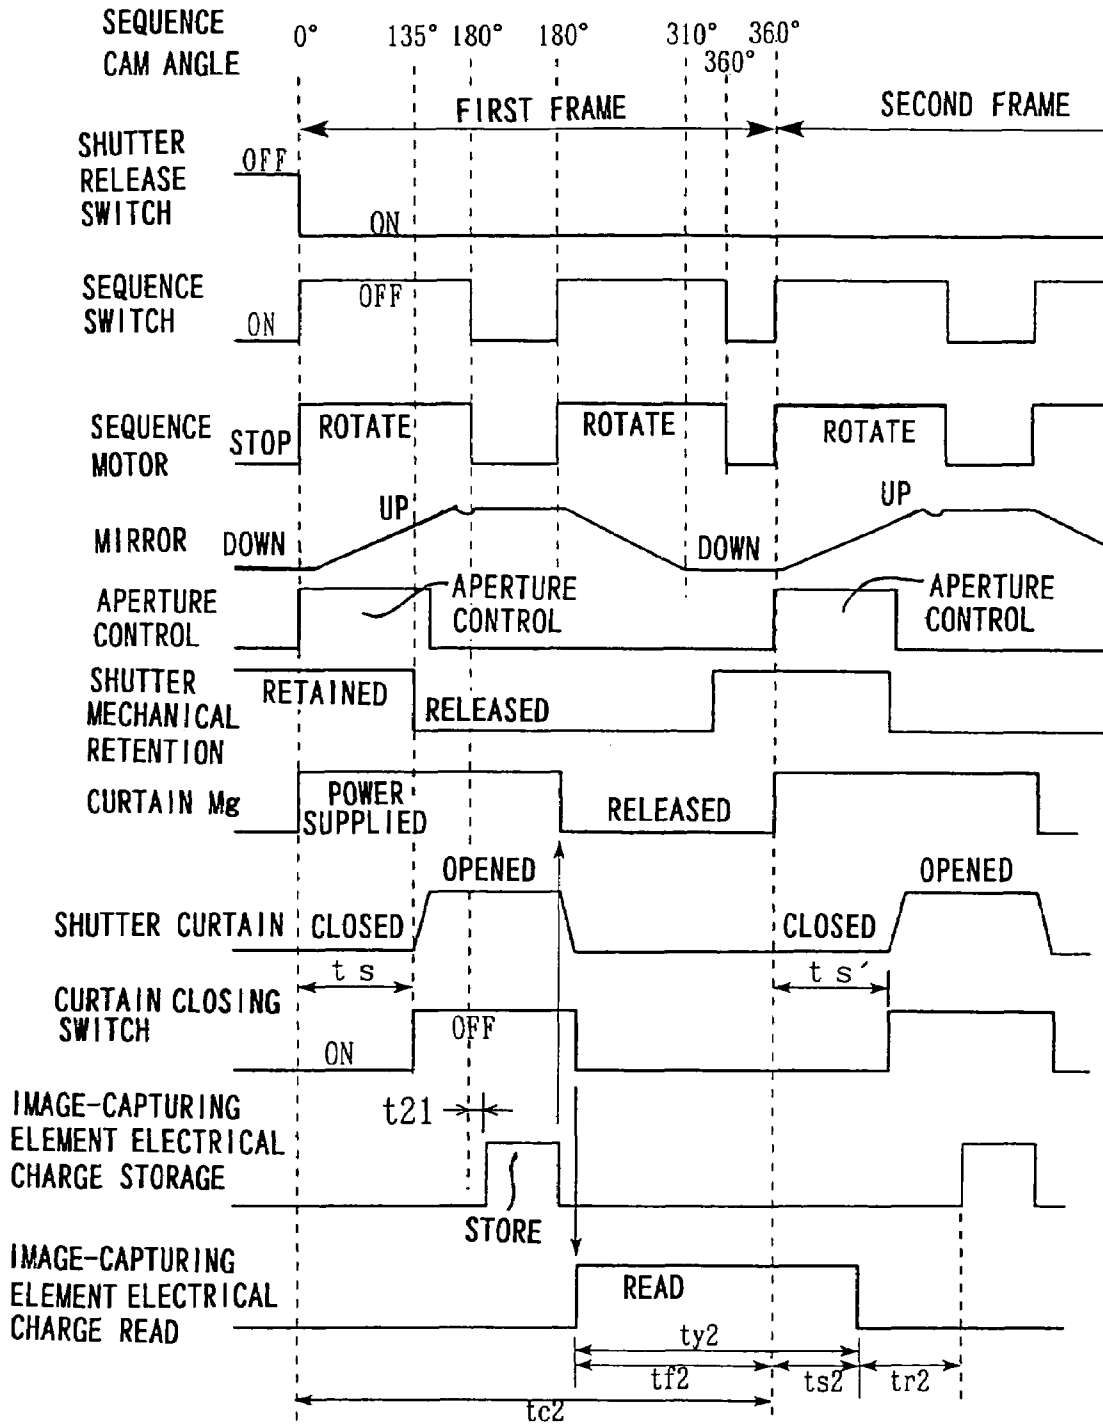 SEQUENCE
CAM ANGLE
0° 135° 180° 180° 310° 360°
360°
FIRST FRAME
SECOND FRAME
SHUTTER
RELEASE
SWITCH
OFF
ON
SEQUENCE
SWITCH
OFF
ON
SEQUENCE
MOTOR
STOP
ROTATE
ROTATE
ROTATE
MIRROR
DOWN
UP
DOWN
UP
APERTURE
CONTROL
APERTURE
CONTROL
APERTURE
CONTROL
SHUTTER
MECHANICAL
RETENTION
RETAINED
RELEASED
CURTAIN Mg
POWER
SUPPLIED
RELEASED
SHUTTER CURTAIN
CLOSED
OPENED
CLOSED
OPENED
ts
ts′
CURTAIN CLOSING
SWITCH
ON
OFF
IMAGE-CAPTURING
ELEMENT ELECTRICAL
CHARGE STORAGE
t21
STORE
IMAGE-CAPTURING
ELEMENT ELECTRICAL
CHARGE READ
READ
ty2
tf2 ts2 tr2
tc2